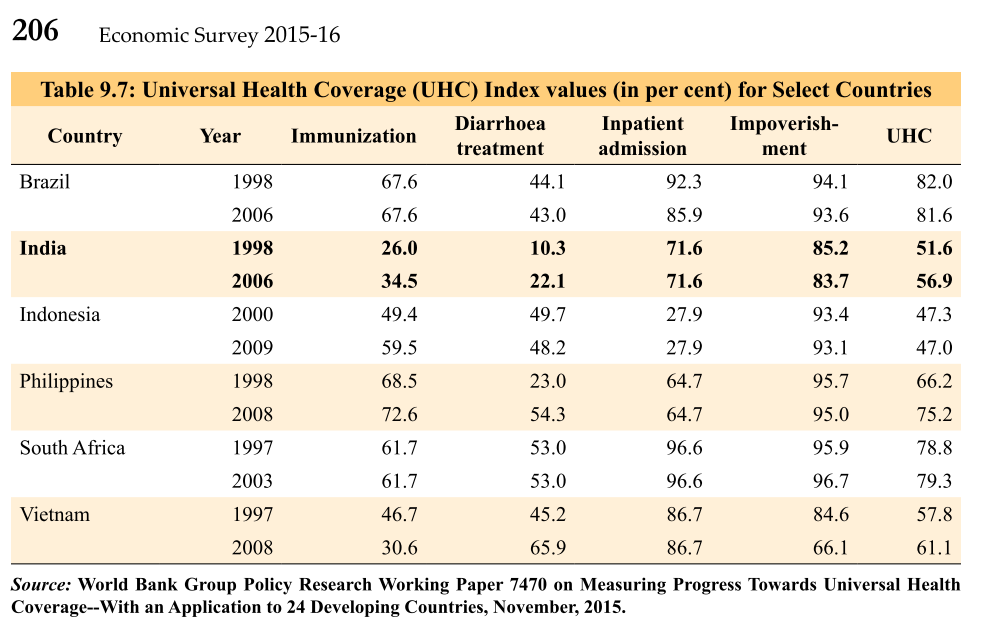 206 Economic Survey 2015-16
Table 9.7: Universal Health Coverage (UHC) Index values (in per cent) for Select Countries
Country Year Immunization Diarrhoea treatment Inpatient admission Impoverish-ment UHC
Brazil 1998 67.6 44.1 92.3 94.1 82.0
2006 67.6 43.0 85.9 93.6 81.6
India 1998 26.0 10.3 71.6 85.2 51.6
2006 34.5 22.1 71.6 83.7 56.9
Indonesia 2000 49.4 49.7 27.9 93.4 47.3
2009 59.5 48.2 27.9 93.1 47.0
Philippines 1998 68.5 23.0 64.7 95.7 66.2
2008 72.6 54.3 64.7 95.0 75.2
South Africa 1997 61.7 53.0 96.6 95.9 78.8
2003 61.7 53.0 96.6 96.7 79.3
Vietnam 1997 46.7 45.2 86.7 84.6 57.8
2008 30.6 65.9 86.7 66.1 61.1
Source: World Bank Group Policy Research Working Paper 7470 on Measuring Progress Towards Universal Health
Coverage--With an Application to 24 Developing Countries, November, 2015.